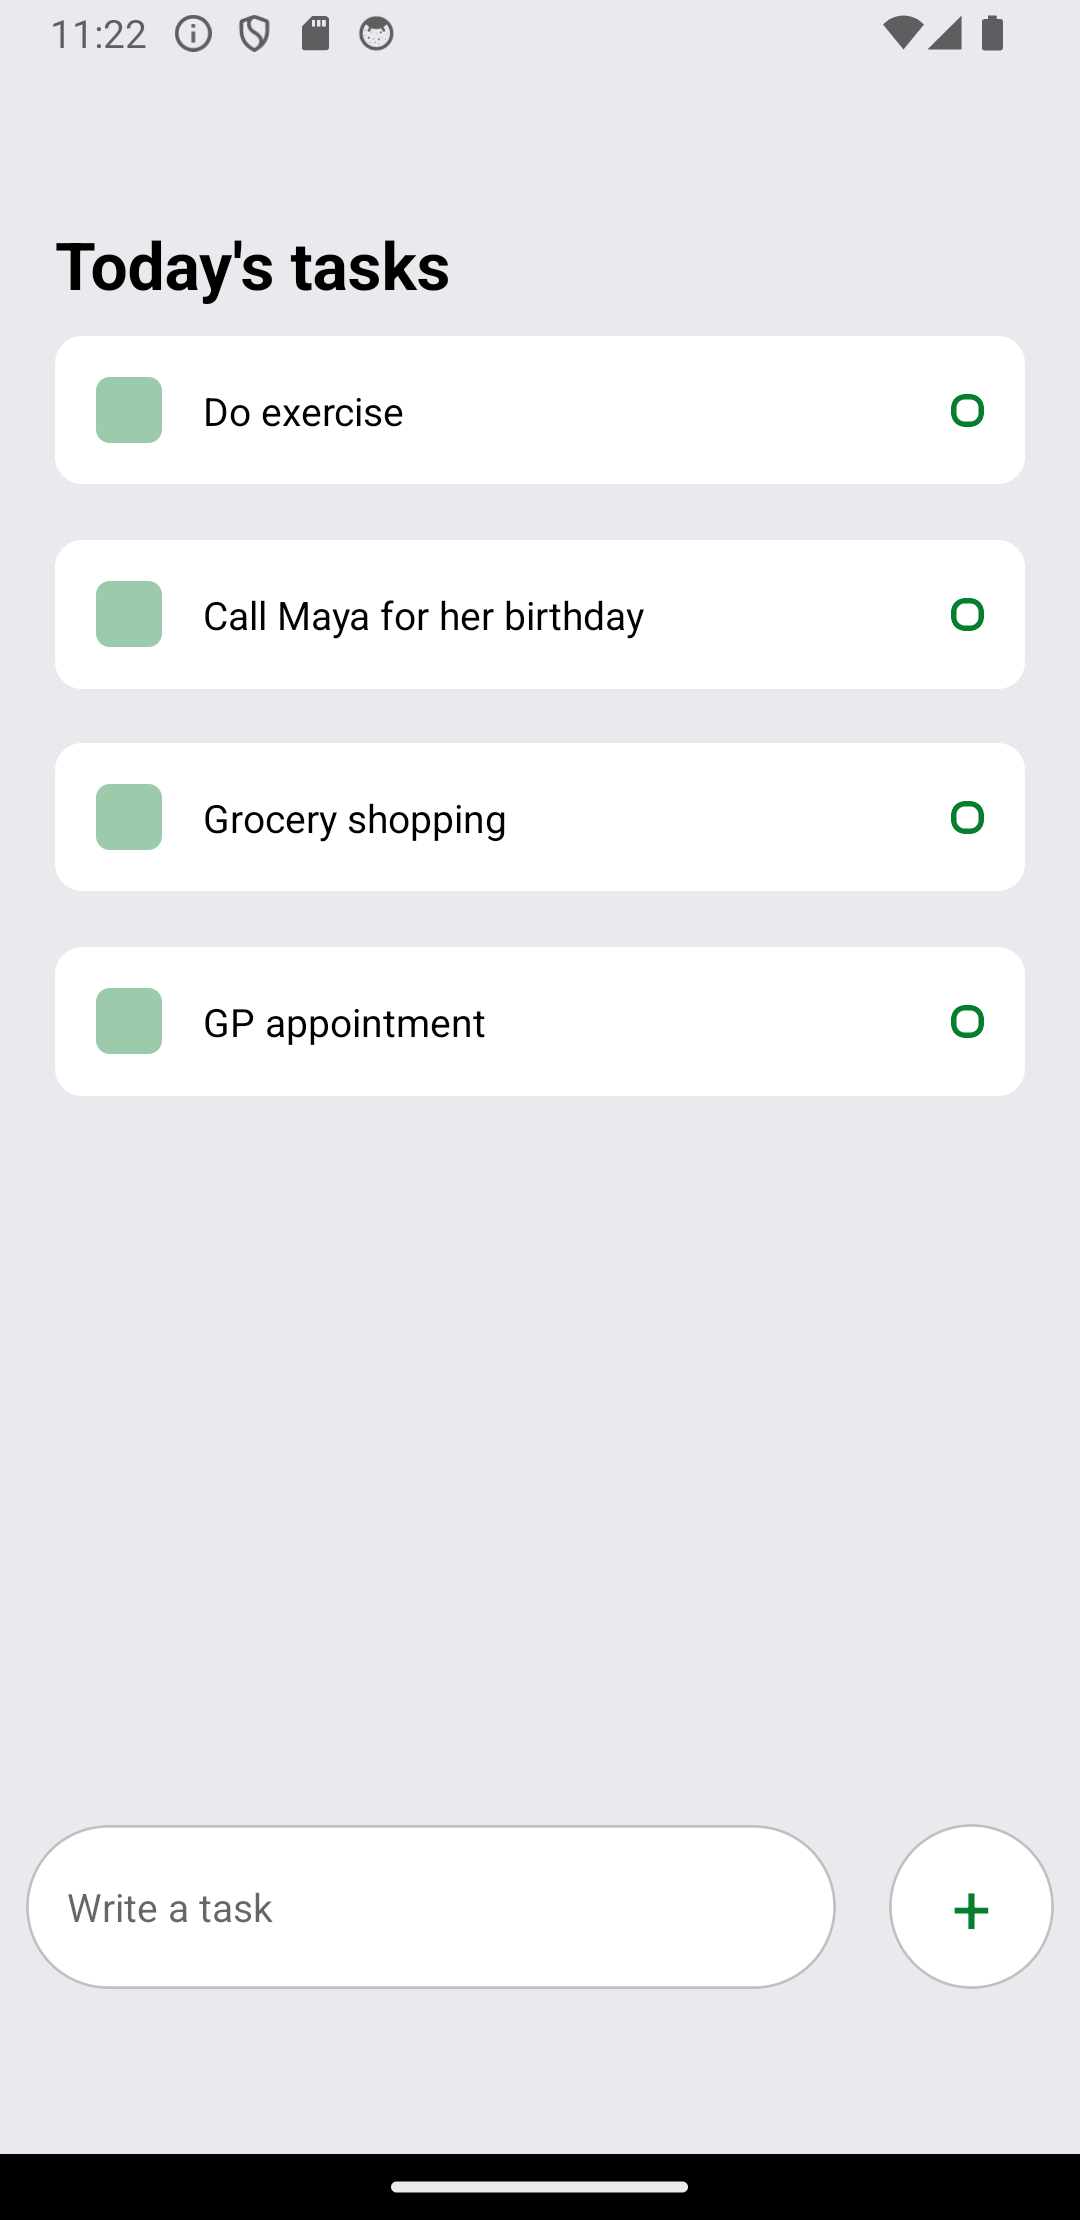 11:22
Today's tasks
Do exercise
Call Maya for her birthday
Grocery shopping
GP appointment
Write a task
+